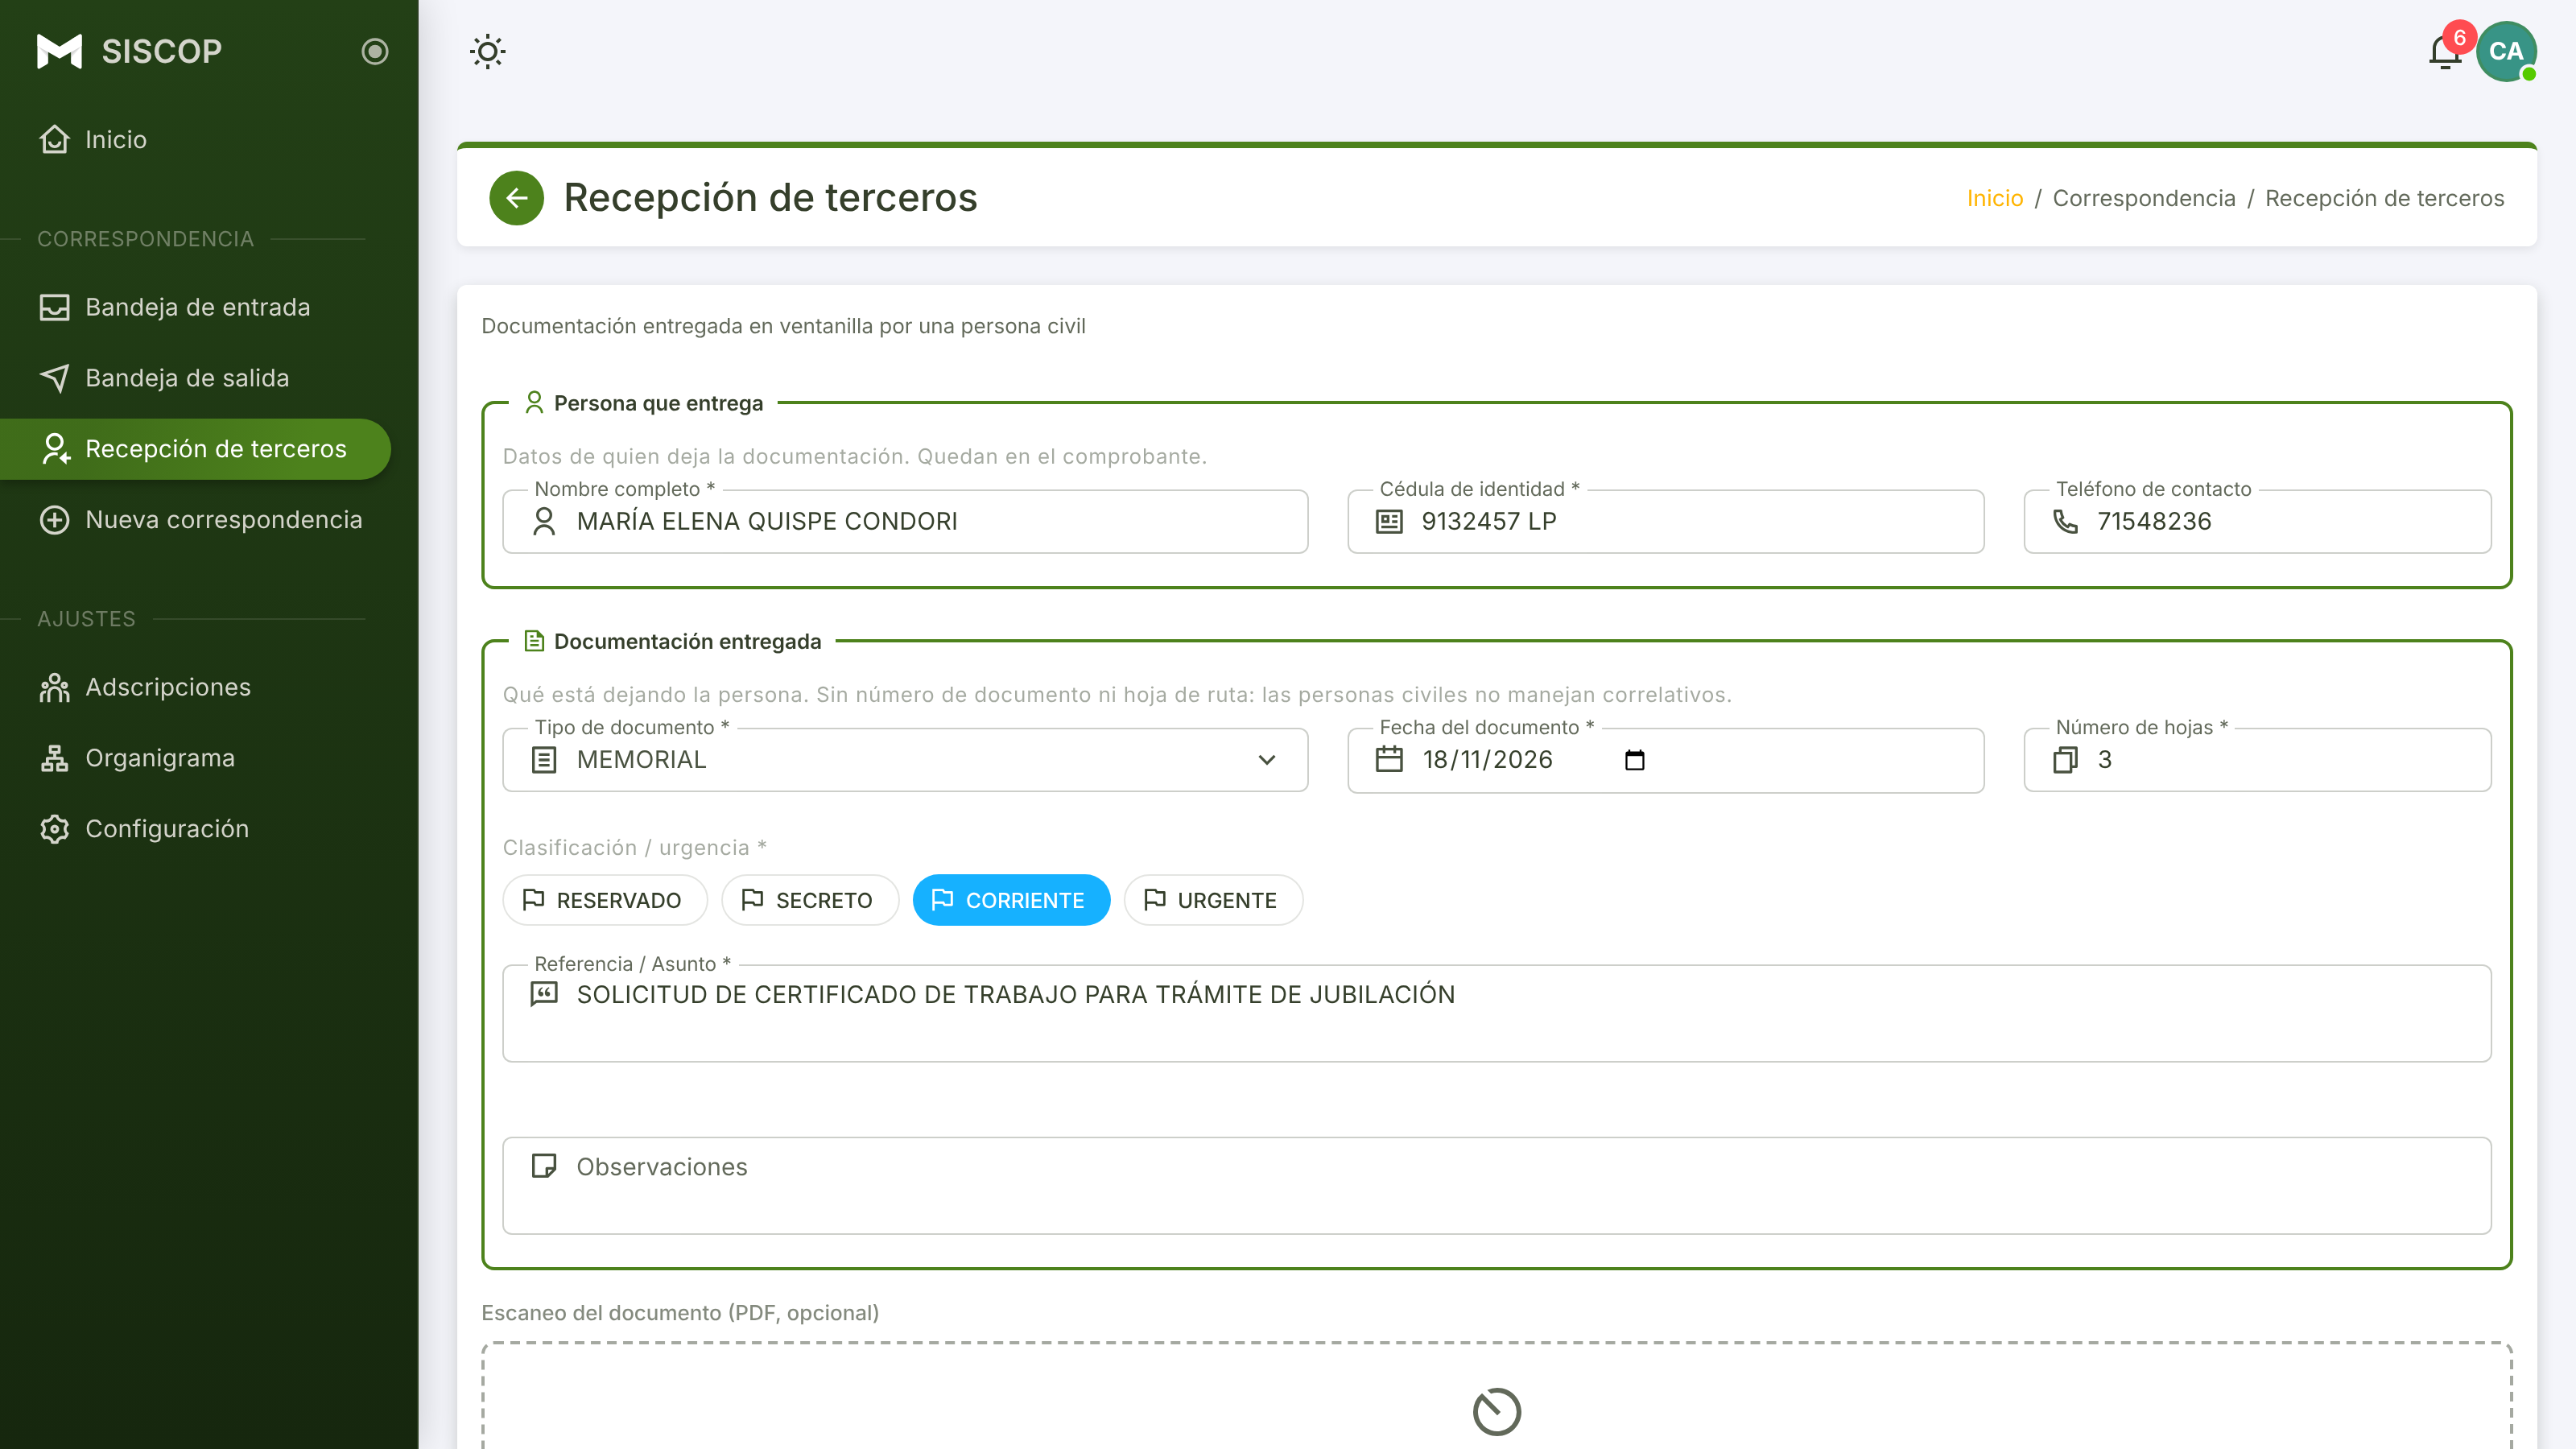 SISCOP
6
CA
Inicio
CORRESPONDENCIA
Bandeja de entrada
Bandeja de salida
Recepción de terceros
Nueva correspondencia
AJUSTES
Adscripciones
Organigrama
Configuración
Recepción de terceros
Inicio / Correspondencia / Recepción de terceros
Documentación entregada en ventanilla por una persona civil
Persona que entrega
Datos de quien deja la documentación. Quedan en el comprobante.
Nombre completo *
MARÍA ELENA QUISPE CONDORI
Cédula de identidad *
9132457 LP
Teléfono de contacto
71548236
Documentación entregada
Qué está dejando la persona. Sin número de documento ni hoja de ruta: las personas civiles no manejan correlativos.
Tipo de documento *
MEMORIAL
Fecha del documento *
18/11/2026
Número de hojas *
3
Clasificación / urgencia *
RESERVADO
SECRETO
CORRIENTE
URGENTE
Referencia / Asunto *
SOLICITUD DE CERTIFICADO DE TRABAJO PARA TRÁMITE DE JUBILACIÓN
Observaciones
Escaneo del documento (PDF, opcional)